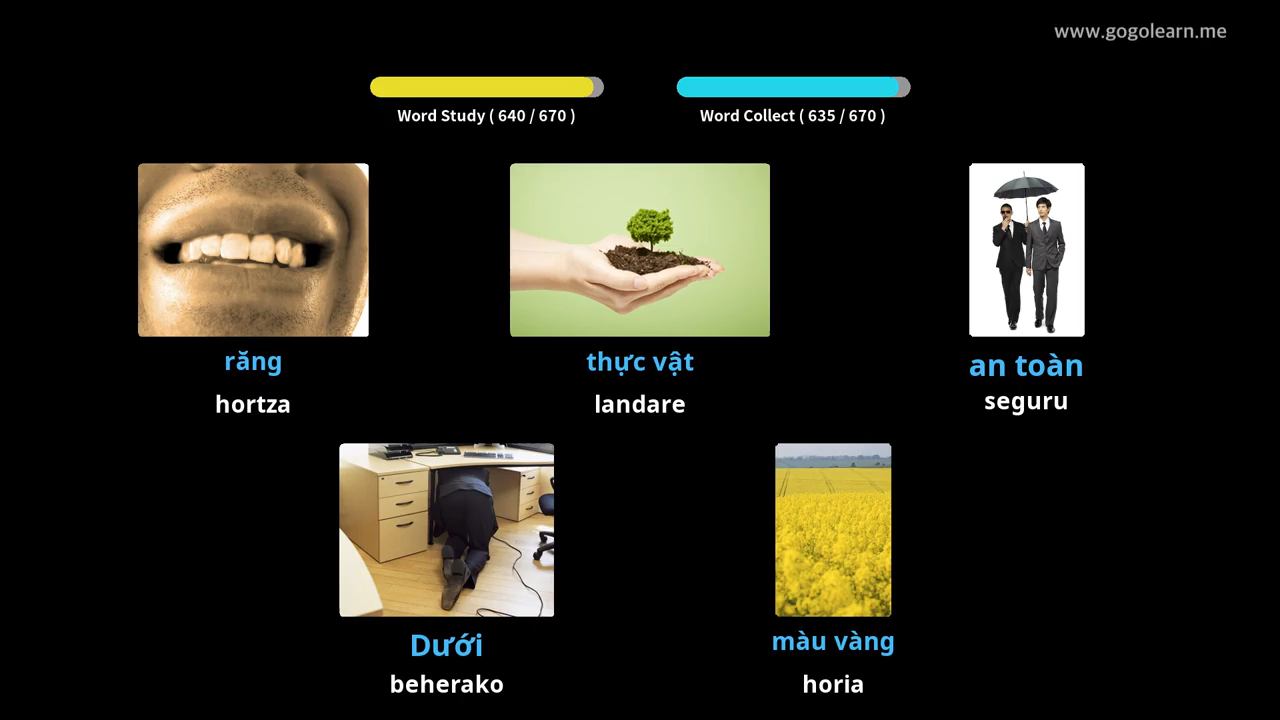 www.gogolearn.me
Word Study ( 640 / 670 )
Word Collect ( 635 / 670 )
răng
hortza
thực vật
landare
an toàn
seguru
Dưới
beherako
màu vàng
horia